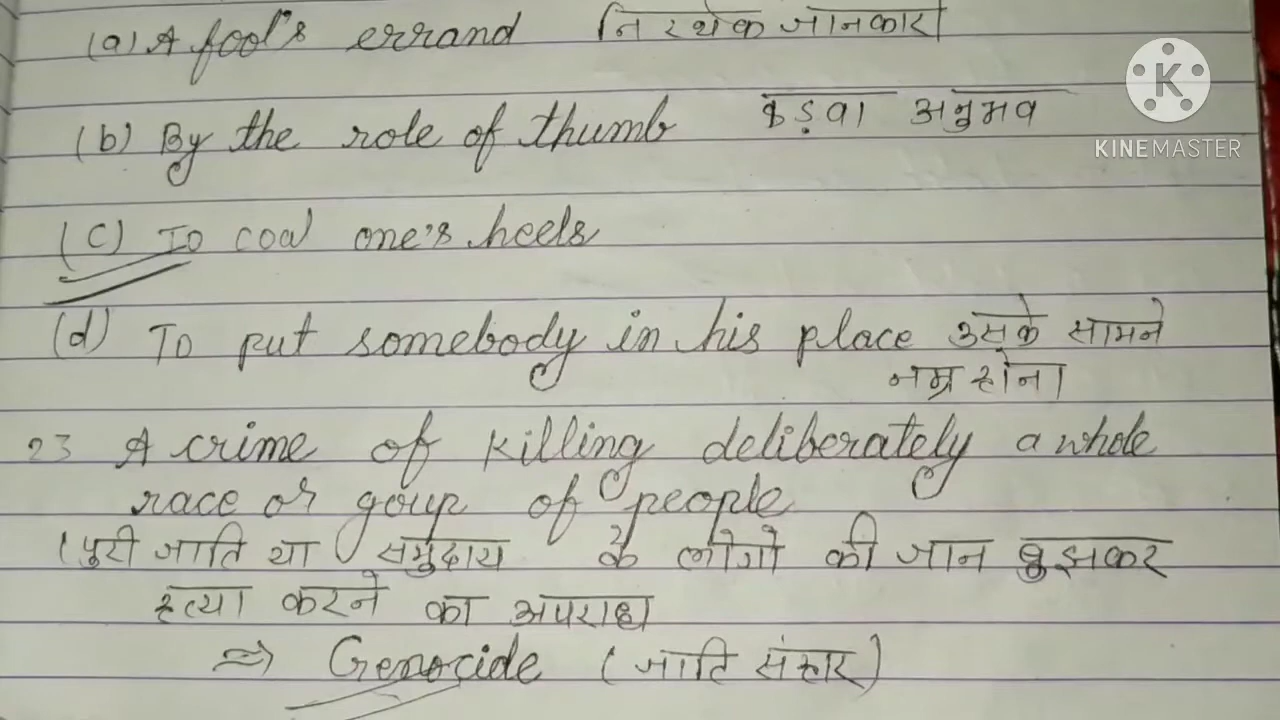 (a) A fool's errand निरर्थक जानकारी
K
KINEMASTER
(b) By the role of thumb कड़वा अनुभव
(c) To cool one's heels
(d) To put somebody in his place उसके सामने
नम्र होना
23 A crime of killing deliberately a whole
race or goup of people
(पुरी जाति या समुदाय के लोगो की जान बुझकर
हत्या करने का अपराध
⇒ Genocide (जाति संहार)